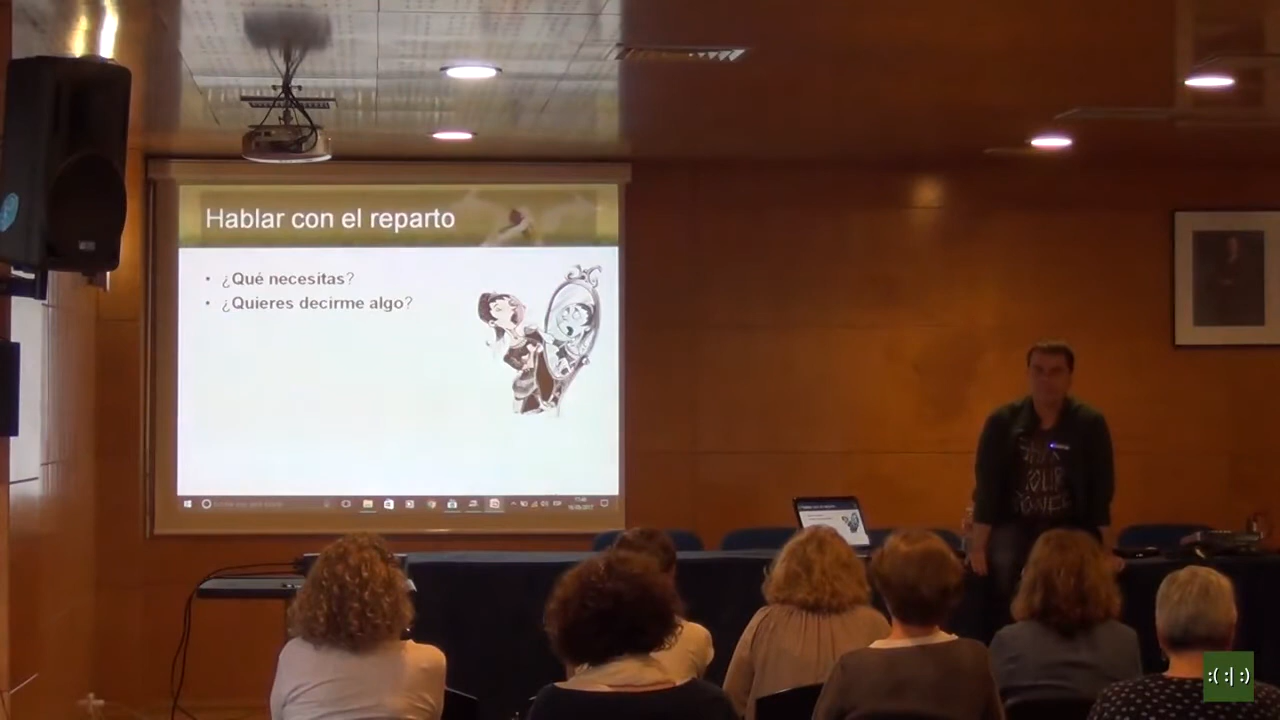 Hablar con el reparto
• ¿Qué necesitas?
• ¿Quieres decirme algo?
:( :| :)